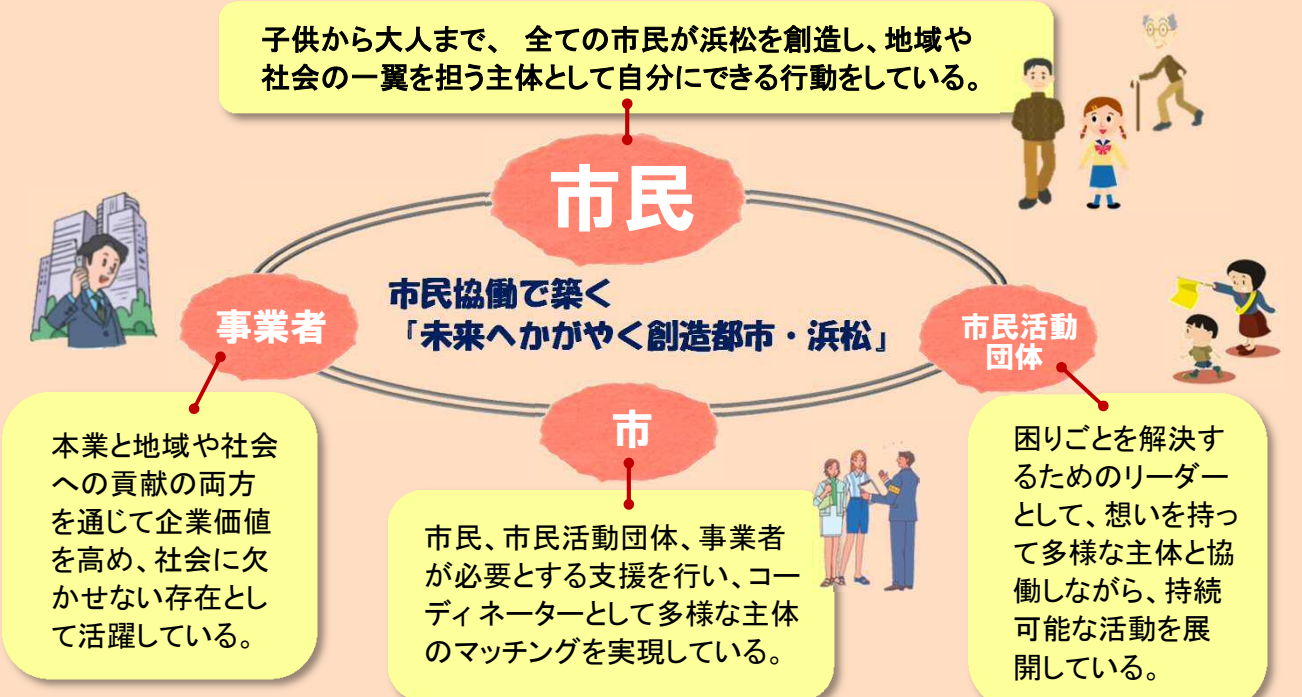 子供から大人まで、 全ての市民が浜松を創造し、地域や
社会の一翼を担う主体として自分にできる行動をしている。
市民
市民協働で築く
「未来へかがやく創造都市・浜松」
事業者
市民活動
団体
市
本業と地域や社会
への貢献の両方
を通じて企業価値
を高め、社会に欠
かせない存在とし
て活躍している。
市民、市民活動団体、事業者
が必要とする支援を行い、コー
ディネーターとして多様な主体
のマッチングを実現している。
困りごとを解決す
るためのリーダー
として、想いを持っ
て多様な主体と協
働しながら、持続
可能な活動を展
開している。